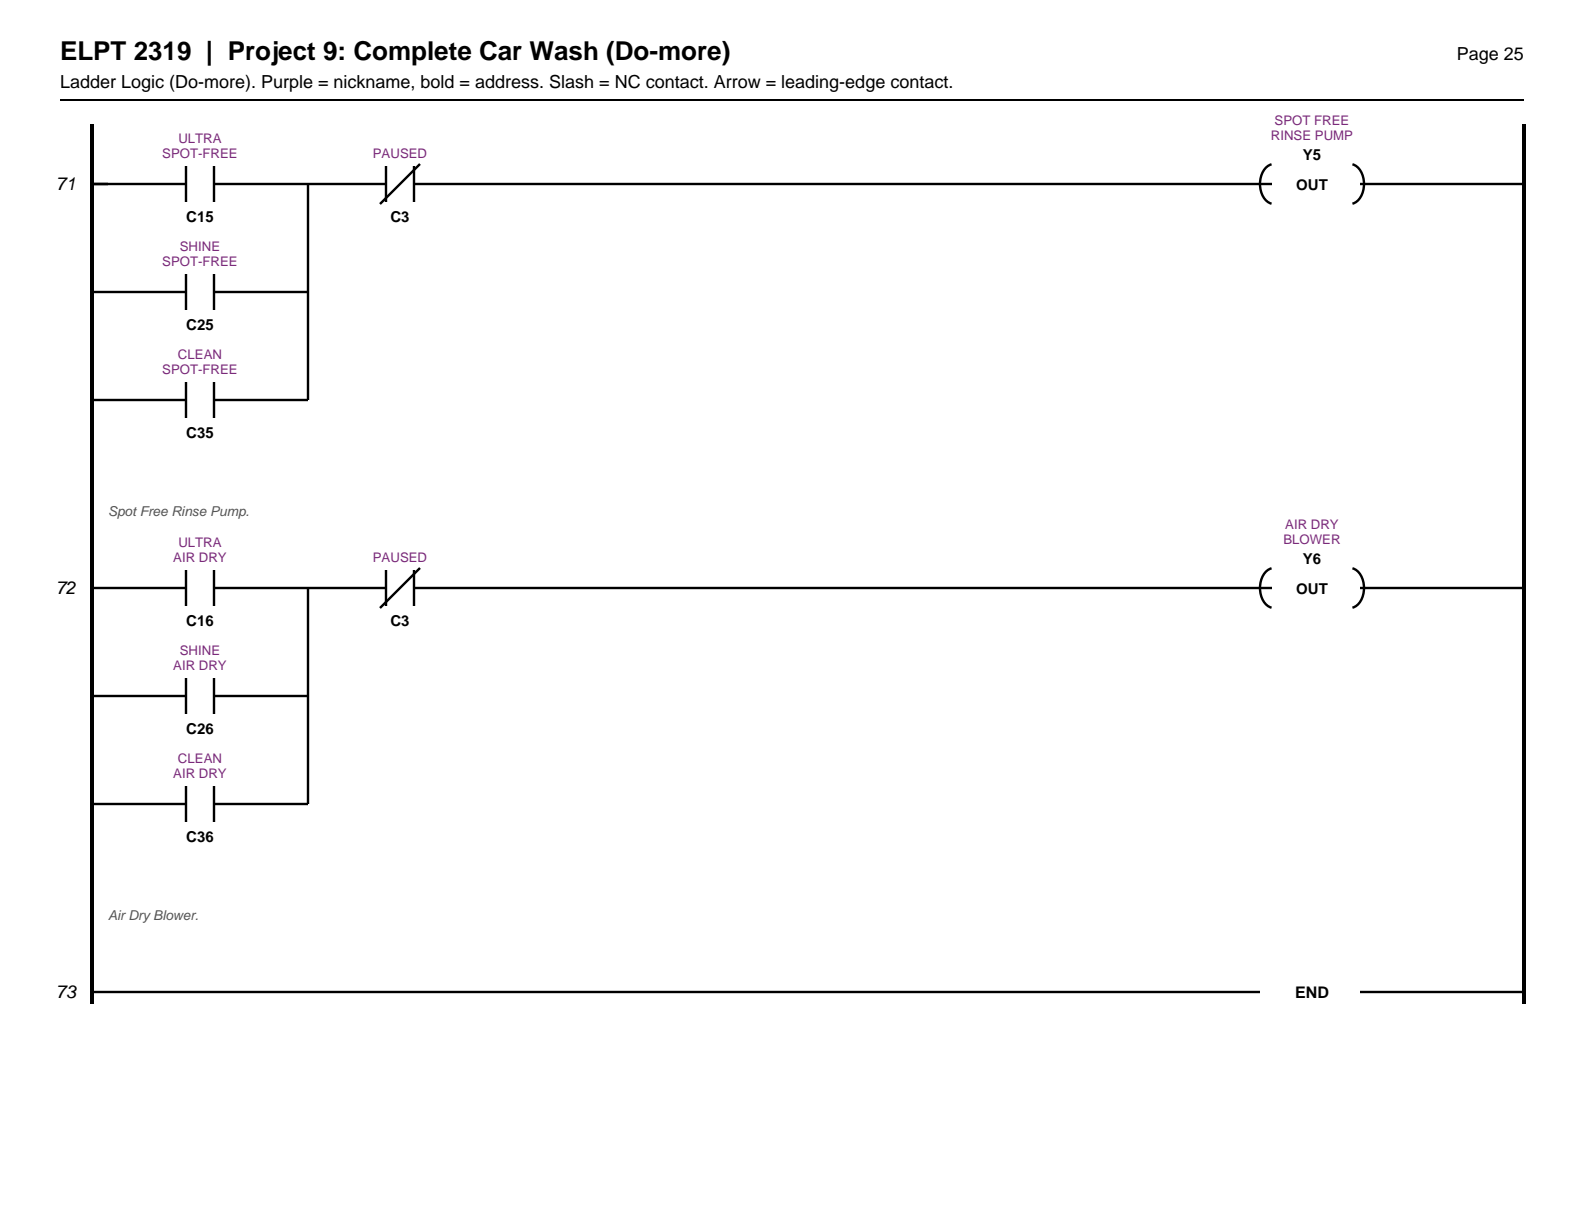 ELPT 2319 | Project 9: Complete Car Wash (Do-more)
Page 25
Ladder Logic (Do-more). Purple = nickname, bold = address. Slash = NC contact. Arrow = leading-edge contact.
SPOT FREE
RINSE PUMP
ULTRA
SPOT-FREE
PAUSED
Y5
71
OUT
C15
C3
SHINE
SPOT-FREE
C25
CLEAN
SPOT-FREE
C35
Spot Free Rinse Pump.
AIR DRY
BLOWER
ULTRA
AIR DRY
PAUSED
Y6
72
OUT
C16
C3
SHINE
AIR DRY
C26
CLEAN
AIR DRY
C36
Air Dry Blower.
73
END